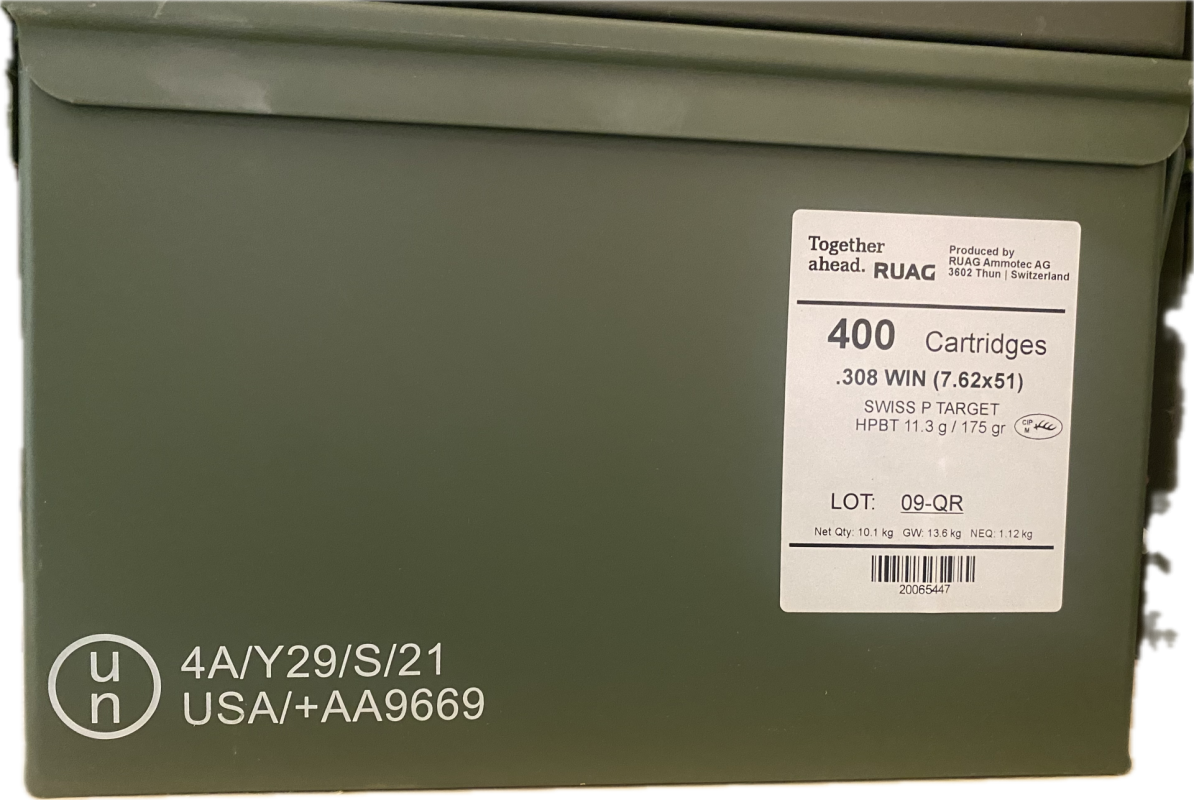 Together
ahead. RUAG
Produced by
RUAG Ammotec AG
3602 Thun | Switzerland
400 Cartridges
.308 WIN (7.62x51)
SWISS P TARGET
HPBT 11.3 g / 175 gr
CIP
M
LOT: 09-QR
Net Qty: 10.1 kg GW: 13.6 kg NEQ: 1.12 kg
20065447
u
n
4A/Y29/S/21
USA/+AA9669